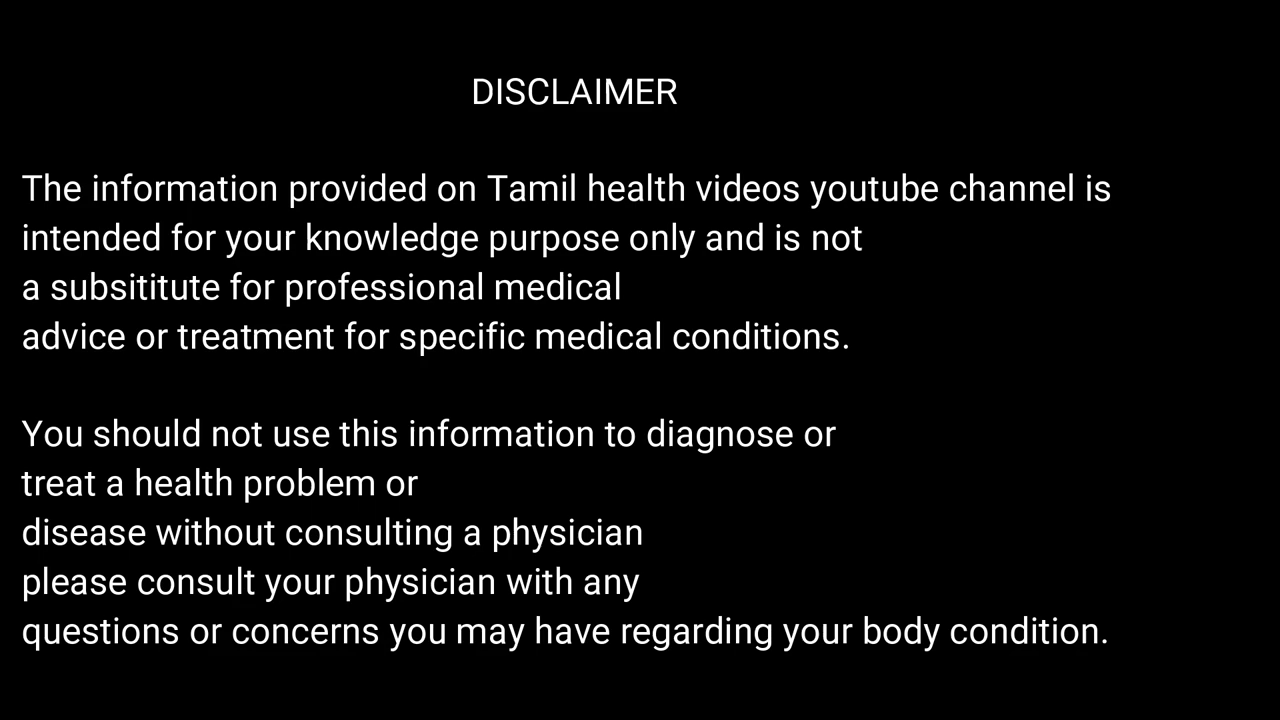 DISCLAIMER
The information provided on Tamil health videos youtube channel is
intended for your knowledge purpose only and is not
a subsititute for professional medical
advice or treatment for specific medical conditions.
You should not use this information to diagnose or
treat a health problem or
disease without consulting a physician
please consult your physician with any
questions or concerns you may have regarding your body condition.